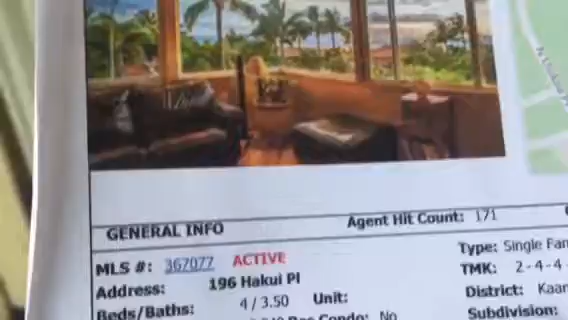 GENERAL INFO
Agent Hit Count: 171
MLS #: 367077 ACTIVE
Type: Single Fam
Address: 196 Hakui Pl
TMK: 2-4-4-
Beds/Baths: 4 / 3.50 Unit:
District: Kaan
Condo: No
Subdivision: